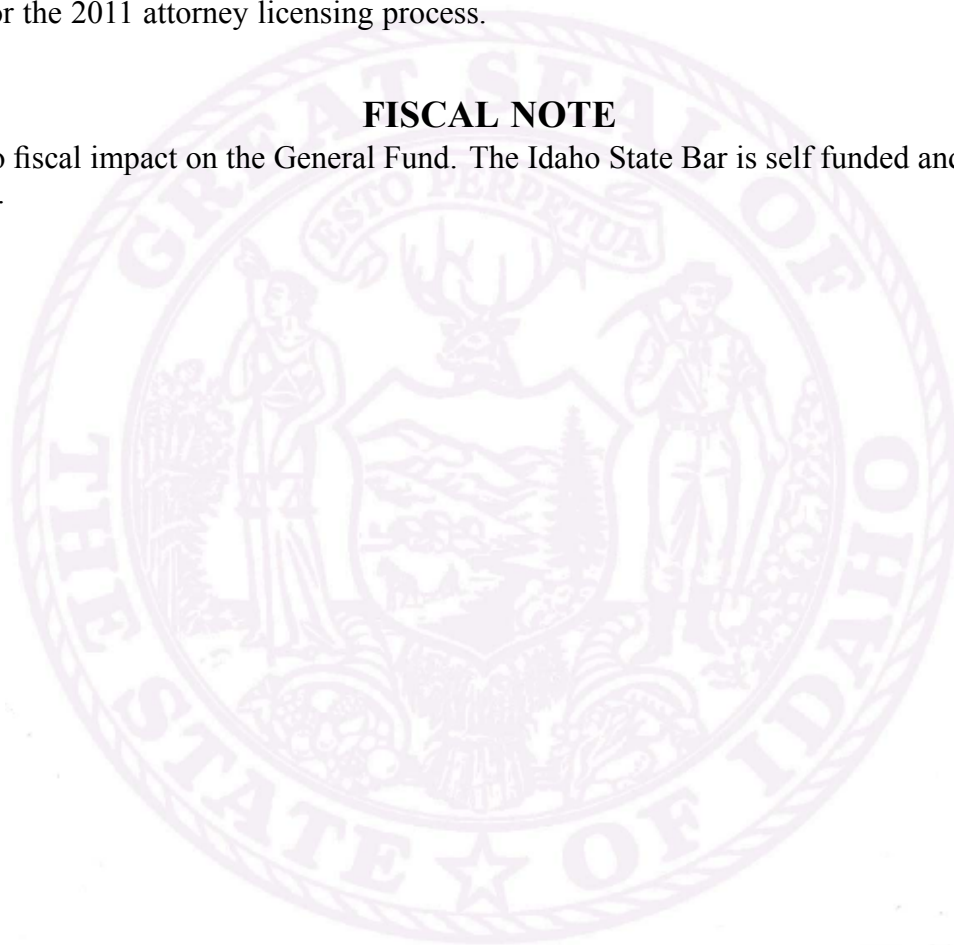 or the 2011 attorney licensing process.
FISCAL NOTE
o fiscal impact on the General Fund. The Idaho State Bar is self funded and
.
GREAT SEAL OF
ESTO PERPETUA
THE STATE OF IDAHO